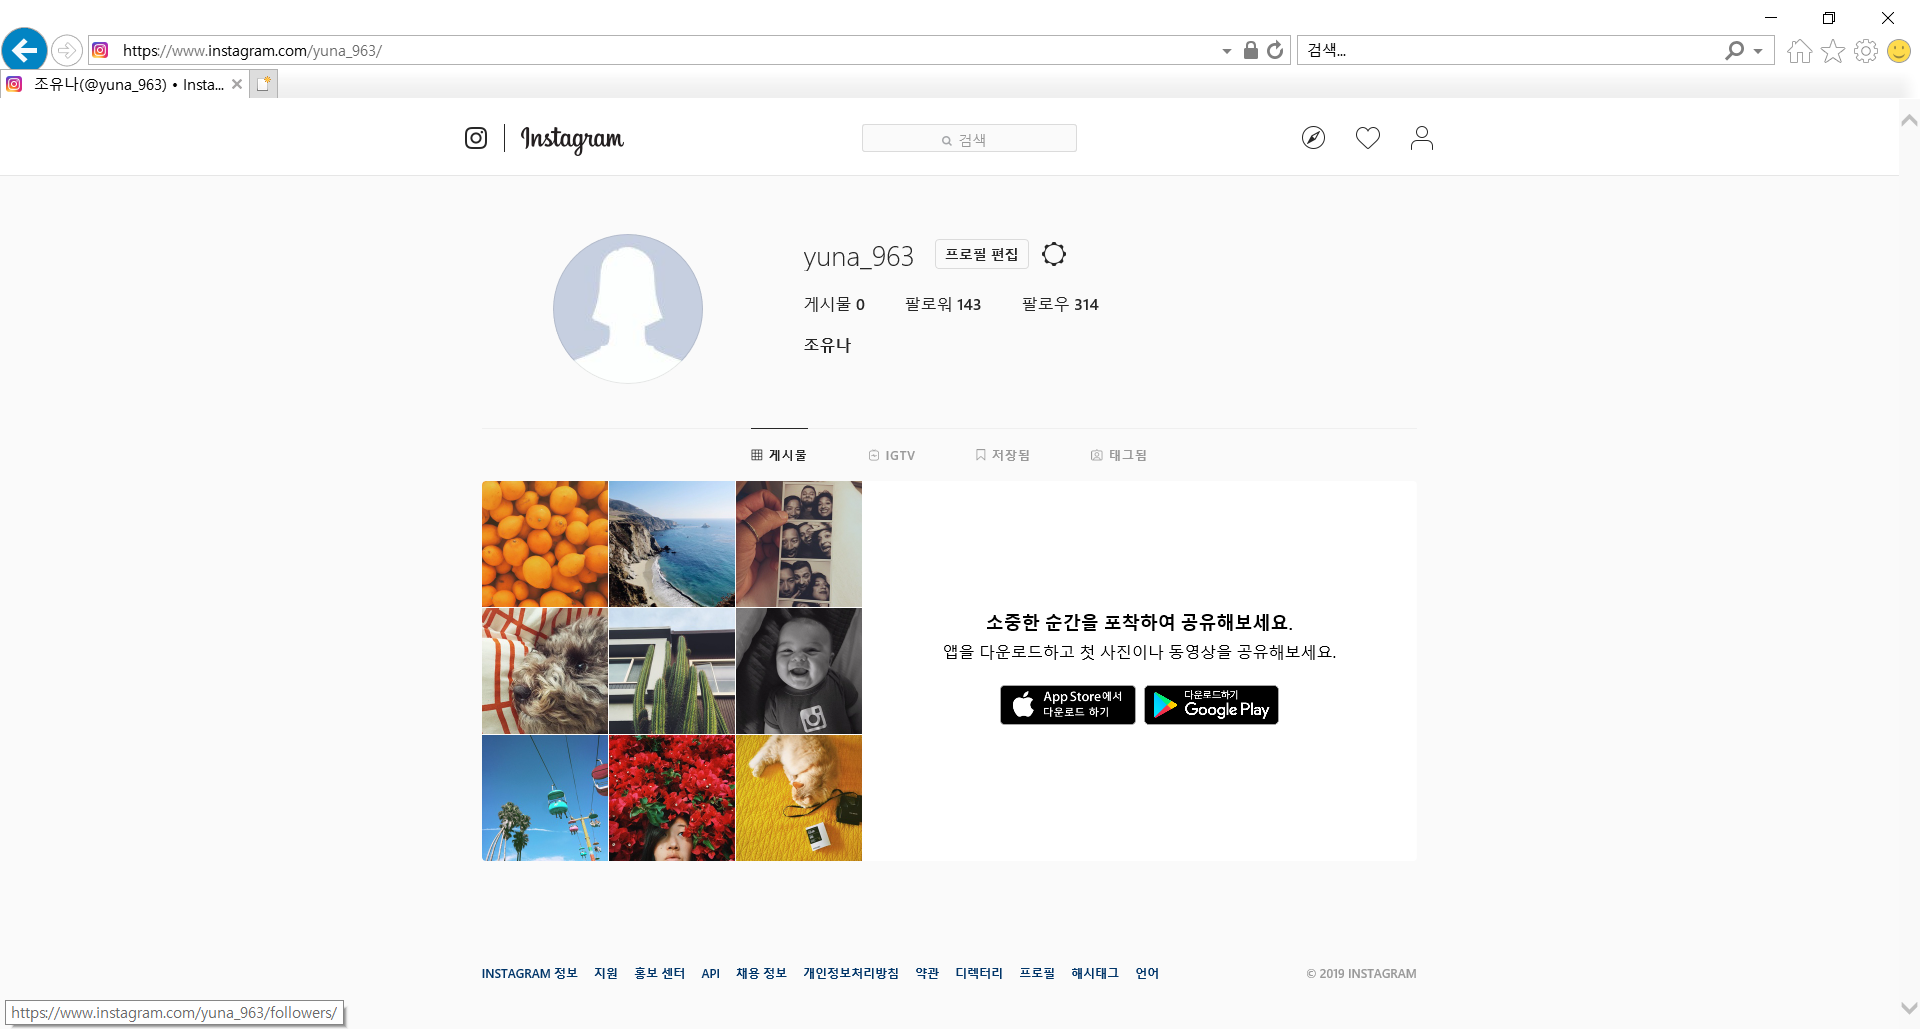 https://www.instagram.com/yuna_963/
검색...
조유나(@yuna_963) • Insta...
Instagram
검색
yuna_963 프로필 편집
게시물 0 팔로워 143 팔로우 314
조유나
게시물 IGTV 저장됨 태그됨
소중한 순간을 포착하여 공유해보세요.
앱을 다운로드하고 첫 사진이나 동영상을 공유해보세요.
App Store에서
다운로드 하기
다운로드하기
Google Play
INSTAGRAM 정보 지원 홍보 센터 API 채용 정보 개인정보처리방침 약관 디렉터리 프로필 해시태그 언어 © 2019 INSTAGRAM
https://www.instagram.com/yuna_963/followers/